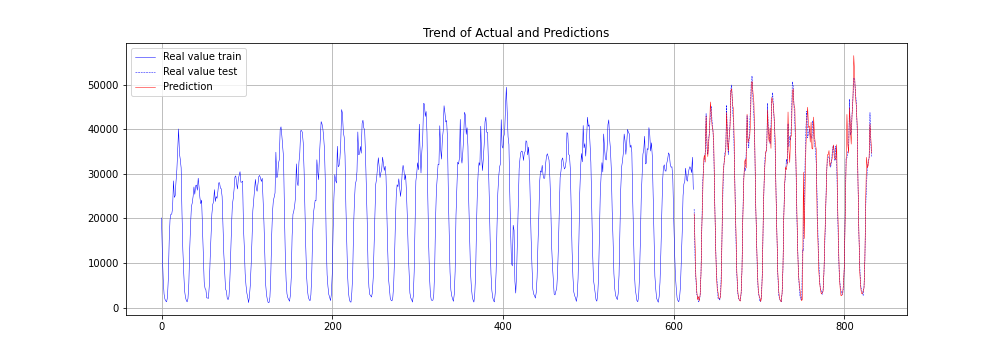 Trend of Actual and Predictions
Real value train
Real value test
Prediction
50000
40000
30000
20000
10000
0
0 200 400 600 800